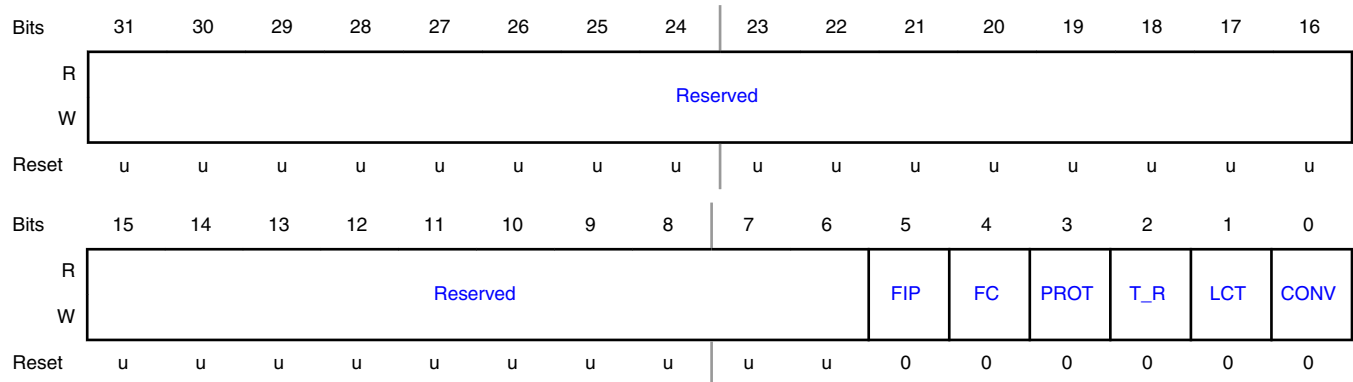 Bits 31 30 29 28 27 26 25 24 23 22 21 20 19 18 17 16
R
Reserved
W
Reset u u u u u u u u u u u u u u u u
Bits 15 14 13 12 11 10 9 8 7 6 5 4 3 2 1 0
R
Reserved FIP FC PROT T_R LCT CONV
W
Reset u u u u u u u u u u 0 0 0 0 0 0